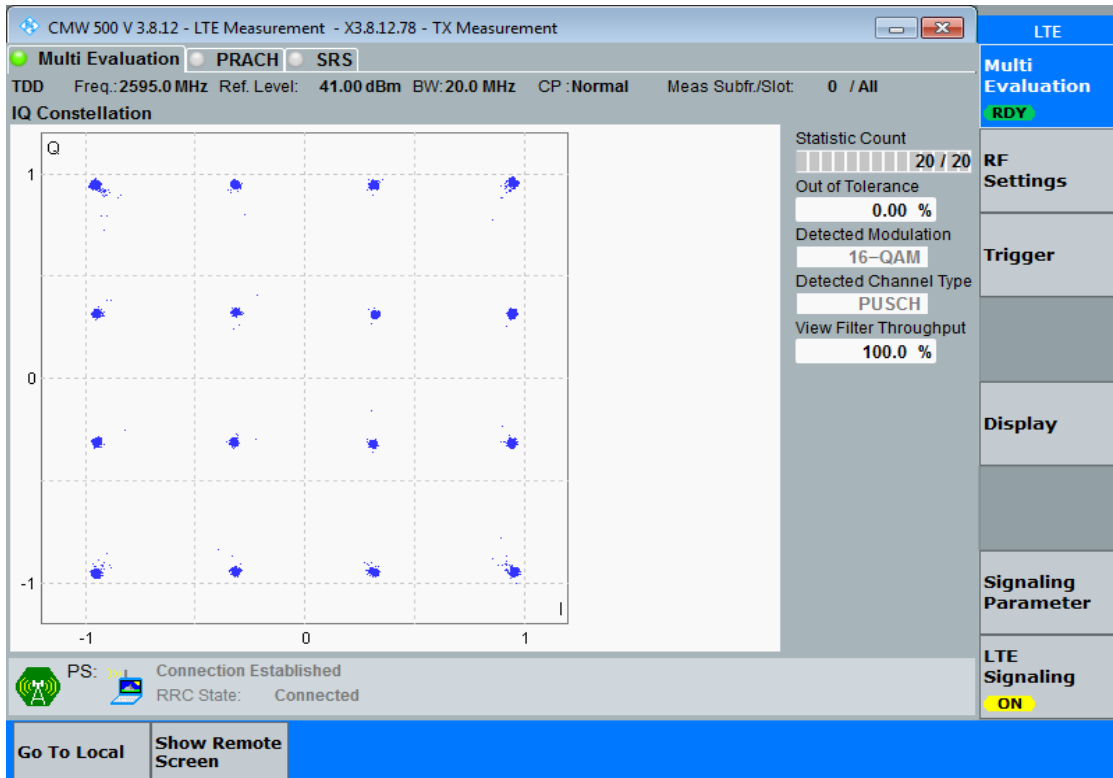 CMW 500 V 3.8.12 - LTE Measurement - X3.8.12.78 - TX Measurement
LTE
Multi Evaluation PRACH SRS
TDD Freq.:2595.0 MHz Ref. Level: 41.00 dBm BW:20.0 MHz CP :Normal Meas Subfr./Slot: 0 / All
IQ Constellation
Q
1
0
-1
I
-1 0 1
Statistic Count
20 / 20
Out of Tolerance
0.00 %
Detected Modulation
16-QAM
Detected Channel Type
PUSCH
View Filter Throughput
100.0 %
Multi
Evaluation
RDY
RF
Settings
Trigger
Display
Signaling
Parameter
LTE
Signaling
ON
PS: Connection Established
RRC State: Connected
Go To Local
Show Remote
Screen